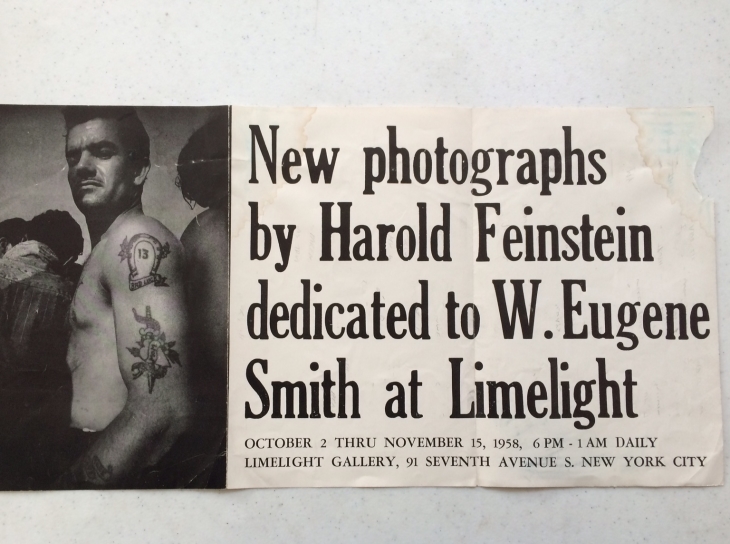 New photographs
by Harold Feinstein
dedicated to W. Eugene
Smith at Limelight
OCTOBER 2 THRU NOVEMBER 15, 1958, 6 PM - 1 AM DAILY
LIMELIGHT GALLERY, 91 SEVENTH AVENUE S. NEW YORK CITY
13